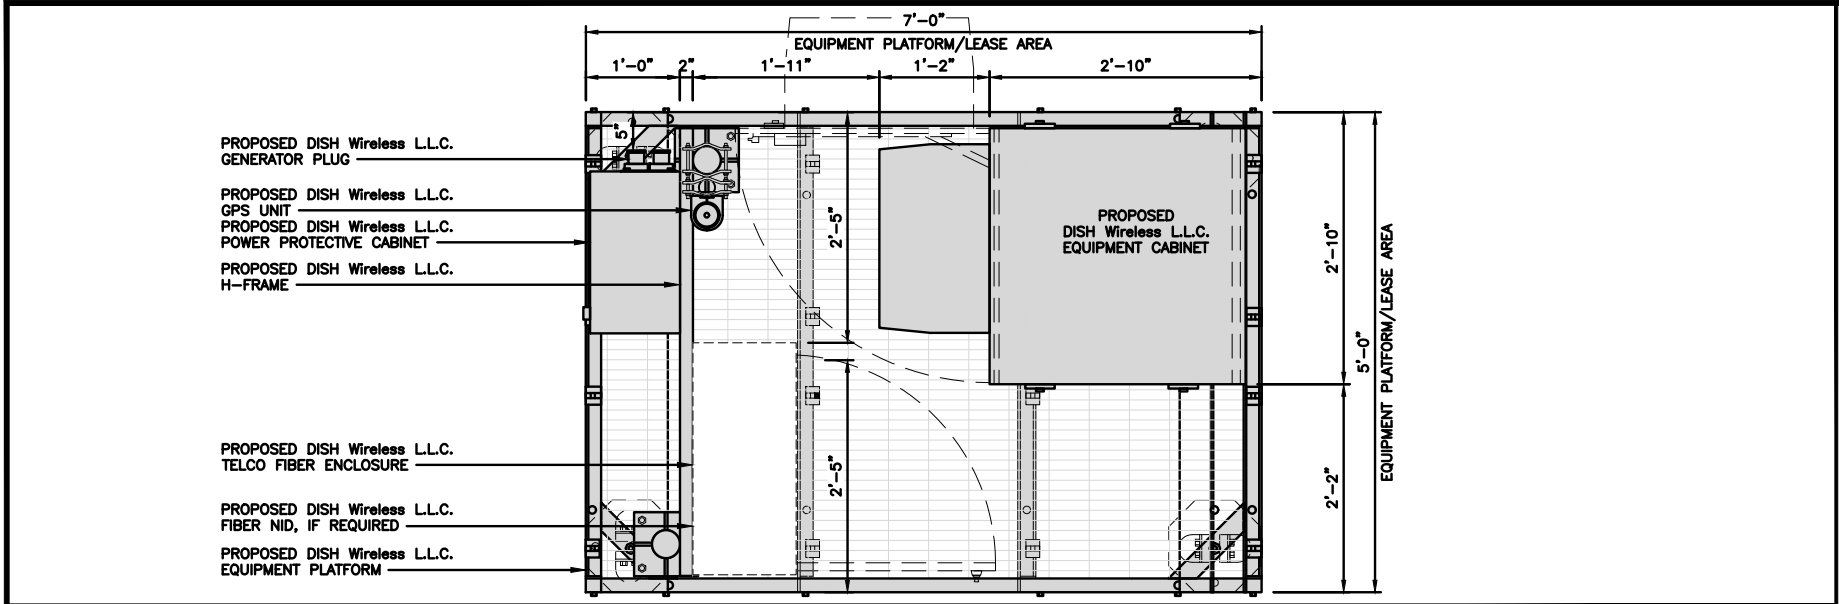 7'-0"
EQUIPMENT PLATFORM/LEASE AREA
1'-0"
2"
1'-11"
1'-2"
2'-10"
5"
PROPOSED DISH Wireless L.L.C.
GENERATOR PLUG
PROPOSED DISH Wireless L.L.C.
GPS UNIT
PROPOSED DISH Wireless L.L.C.
POWER PROTECTIVE CABINET
PROPOSED DISH Wireless L.L.C.
H-FRAME
PROPOSED
DISH Wireless L.L.C.
EQUIPMENT CABINET
2'-5"
2'-10"
5'-0"
EQUIPMENT PLATFORM/LEASE AREA
PROPOSED DISH Wireless L.L.C.
TELCO FIBER ENCLOSURE
2'-5"
2'-2"
PROPOSED DISH Wireless L.L.C.
FIBER NID, IF REQUIRED
PROPOSED DISH Wireless L.L.C.
EQUIPMENT PLATFORM